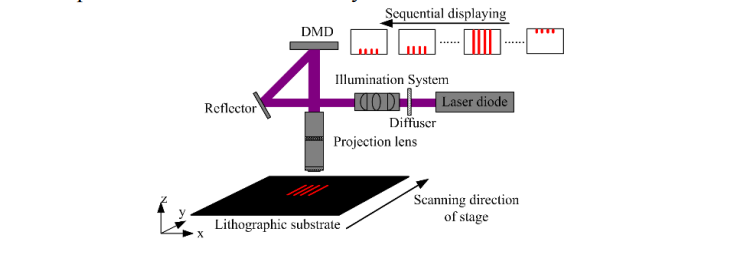 Sequential displaying
DMD
Illumination System
Reflector
Laser diode
Diffuser
Projection lens
Scanning direction
of stage
z
y
x
Lithographic substrate